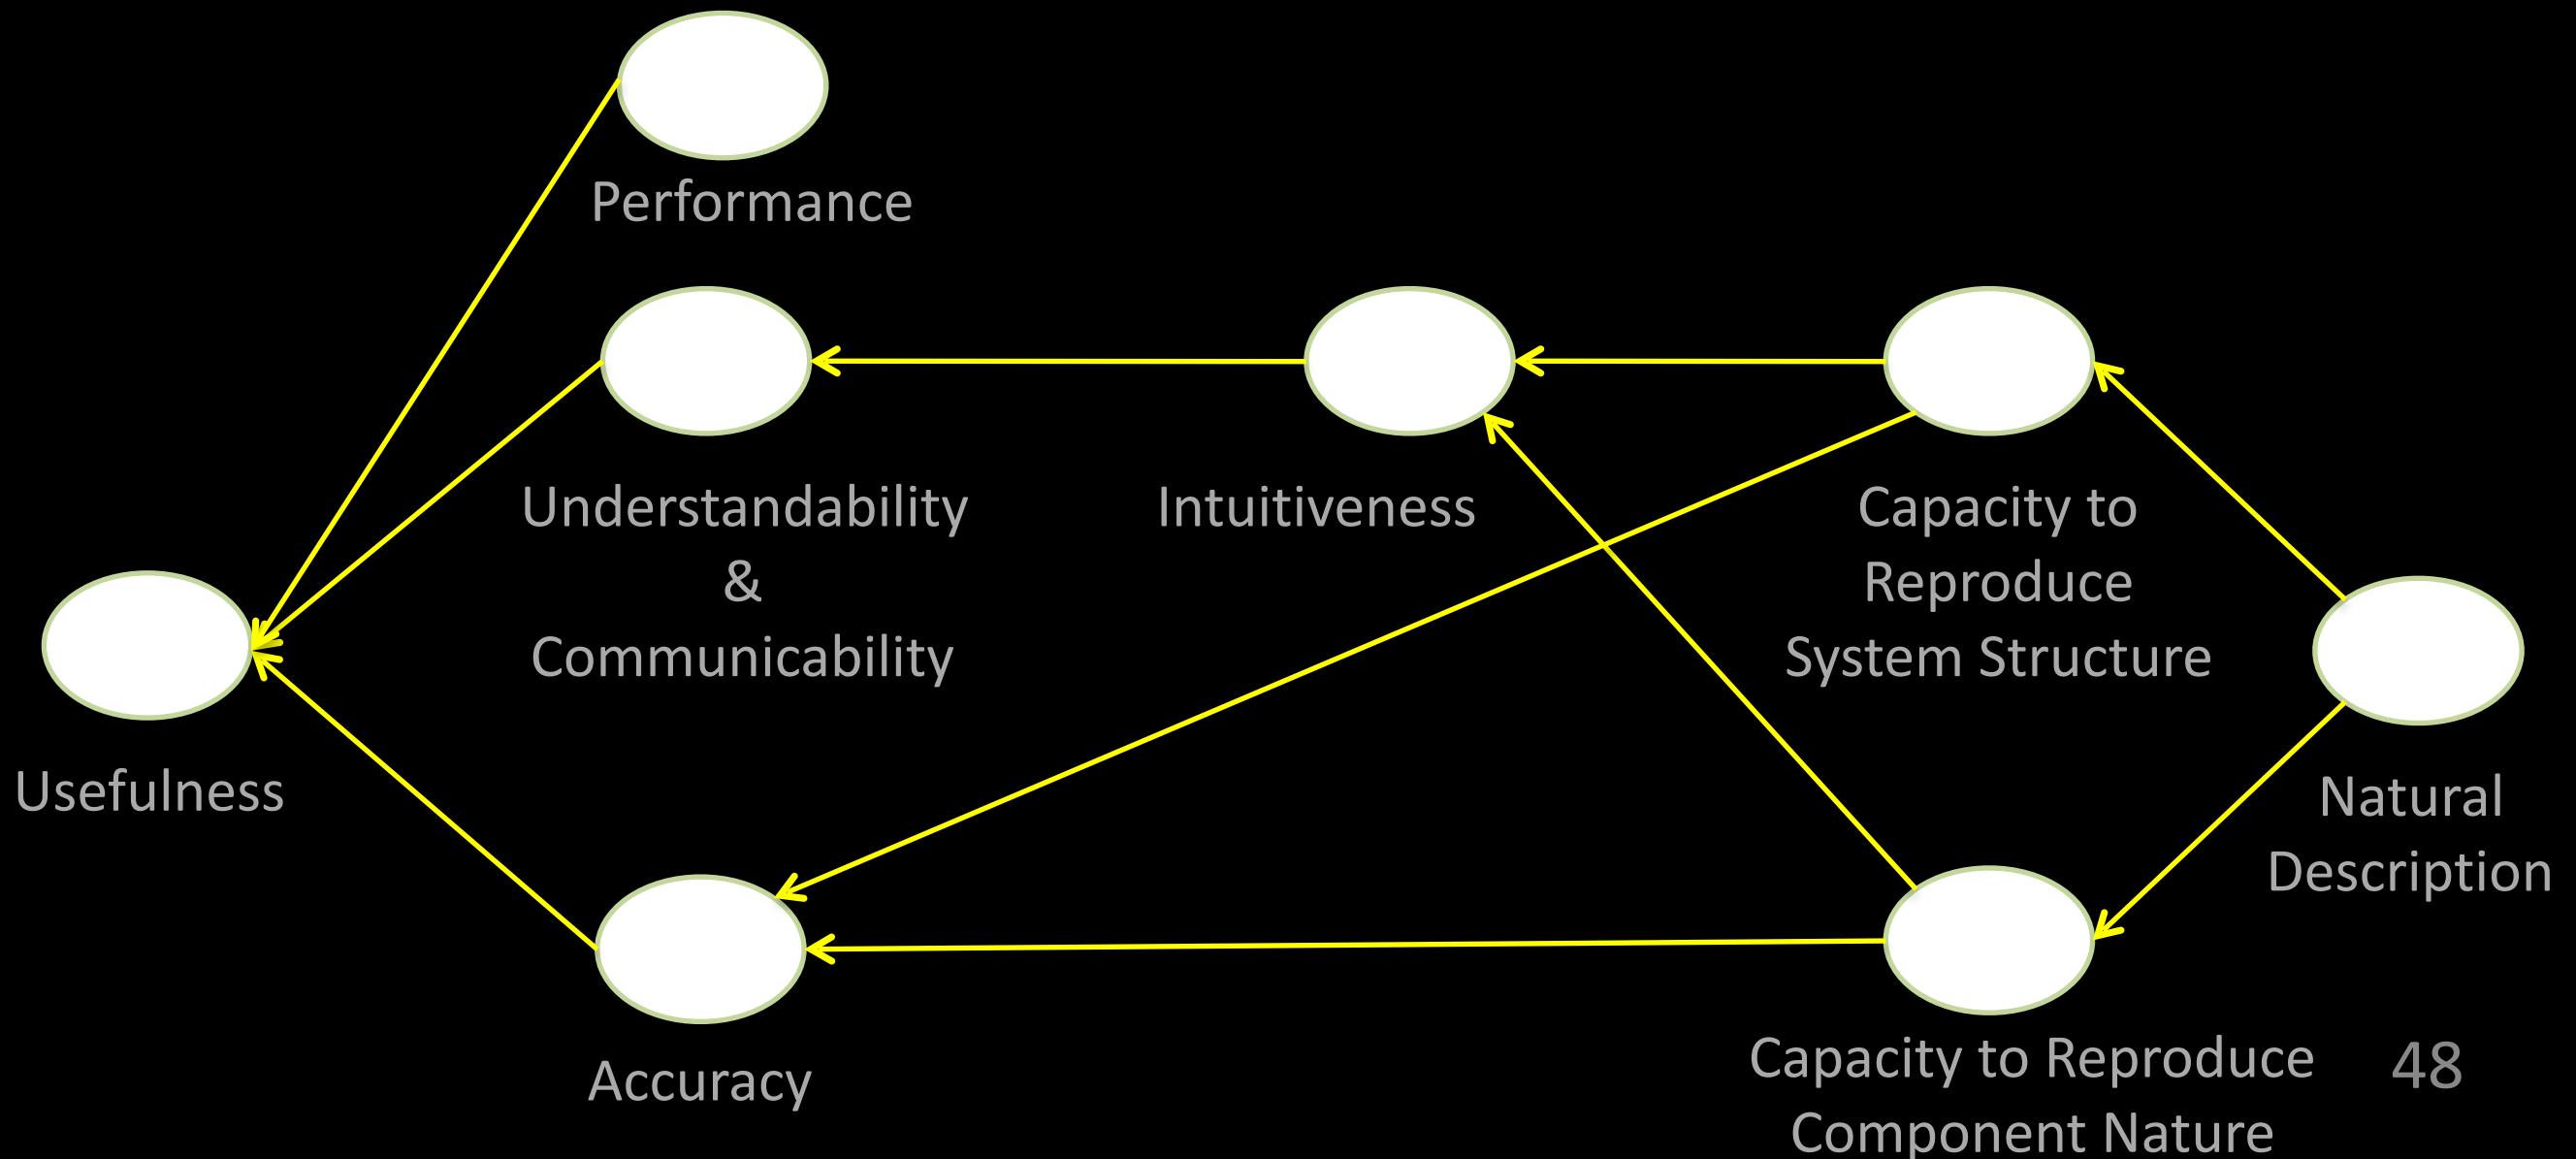 Performance
Understandability
&
Communicability
Intuitiveness
Capacity to
Reproduce
System Structure
Usefulness
Natural
Description
Accuracy
Capacity to Reproduce
Component Nature
48